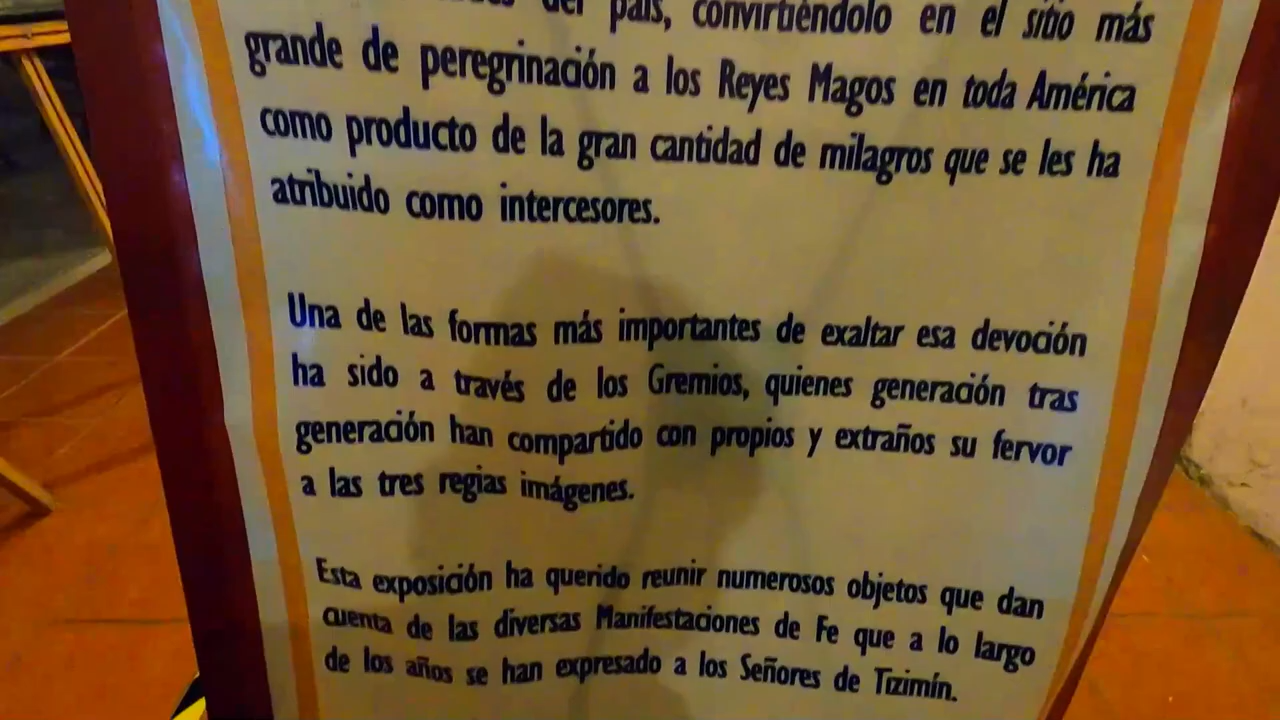 del país, convirtiéndolo en el sitio más
grande de peregrinación a los Reyes Magos en toda América
como producto de la gran cantidad de milagros que se les ha
atribuido como intercesores.
Una de las formas más importantes de exaltar esa devoción
ha sido a través de los Gremios, quienes generación tras
generación han compartido con propios y extraños su fervor
a las tres regias imágenes.
Esta exposición ha querido reunir numerosos objetos que dan
cuenta de las diversas Manifestaciones de Fe que a lo largo
de los años se han expresado a los Señores de Tizimín.